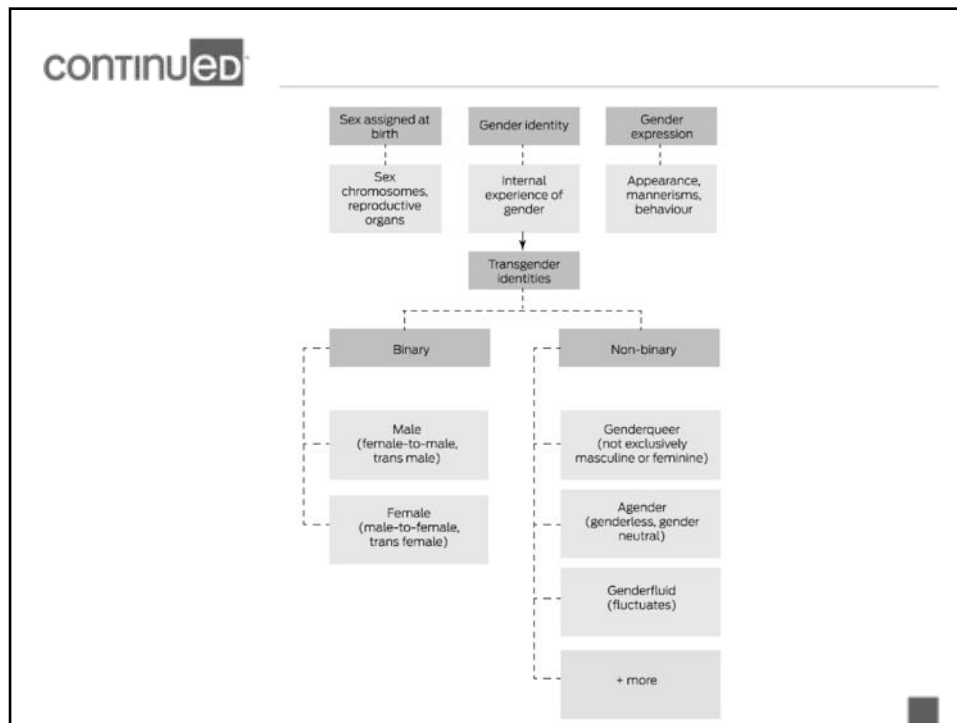 continued
Sex assigned at
birth
Gender identity
Gender
expression
Sex
chromosomes,
reproductive
organs
Internal
experience of
gender
Appearance,
mannerisms,
behaviour
Transgender
identities
Binary
Non-binary
Male
(female-to-male,
trans male)
Female
(male-to-female,
trans female)
Genderqueer
(not exclusively
masculine or feminine)
Agender
(genderless, gender
neutral)
Genderfluid
(fluctuates)
+ more